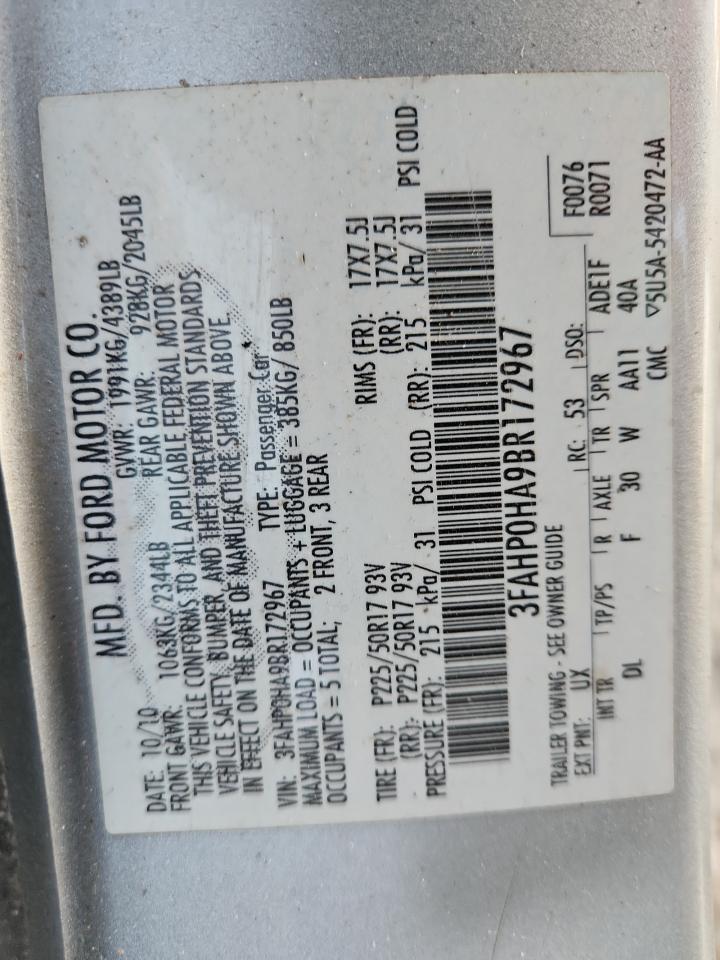 MFD. BY FORD MOTOR CO.
DATE: 10/10 GVWR: 1991KG/4389LB
FRONT GAWR: 1063KG/2344LB REAR GAWR: 928KG/2045LB
THIS VEHICLE CONFORMS TO ALL APPLICABLE FEDERAL MOTOR
VEHICLE SAFETY, BUMPER, AND THEFT PREVENTION STANDARDS
IN EFFECT ON THE DATE OF MANUFACTURE SHOWN ABOVE.
VIN: 3FAHP0HA9BR172967 TYPE: Passenger Car
MAXIMUM LOAD = OCCUPANTS + LUGGAGE = 385KG/ 850LB
OCCUPANTS = 5 TOTAL; 2 FRONT, 3 REAR
TIRE (FR): P225/50R17 93V RIMS (FR): 17X7.5J
(RR): P225/50R17 93V (RR): 17X7.5J
PRESSURE (FR): 215 kPa/ 31 PSI COLD (RR): 215 kPa/ 31 PSI COLD
3FAHP0HA9BR172967
TRAILER TOWING - SEE OWNER GUIDE F0076
EXT PNT: UX RC: 53 DSO: R0071
INT TR TP/PS R AXLE TR SPR ADE1F
DL F 30 W AA11 40A
CMC ▽5U5A-5420472-AA